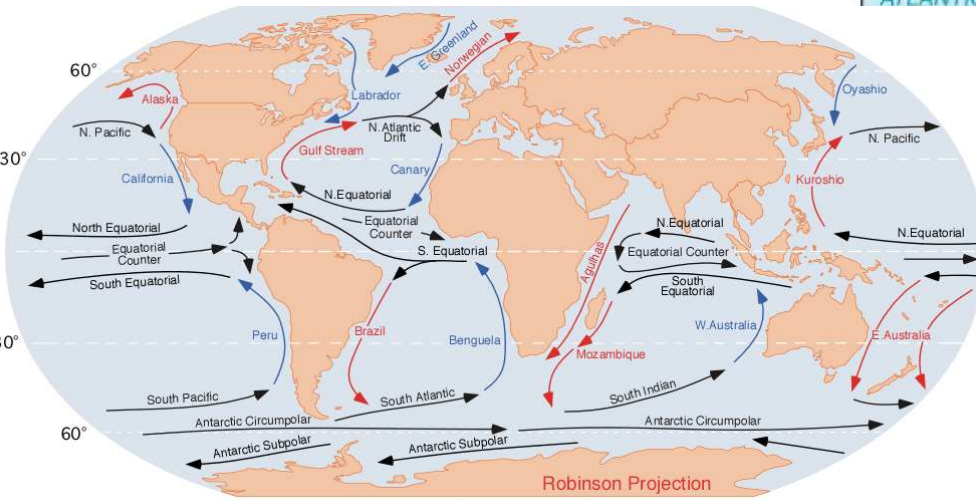 ATLANTIC
60°
E. Greenland
Norwegian
Alaska
Labrador
Oyashio
N. Pacific
N.Atlantic
Drift
N. Pacific
30°
Gulf Stream
California
Canary
Kuroshio
N.Equatorial
North Equatorial
Equatorial
Counter
N.Equatorial
N.Equatorial
Equatorial
Counter
S. Equatorial
Equatorial Counter
South Equatorial
South
Equatorial
Agulhas
Peru
Brazil
Benguela
W.Australia
E.Australia
30°
Mozambique
South Pacific
South Atlantic
South Indian
Antarctic Circumpolar
Antarctic Circumpolar
60°
Antarctic Subpolar
Antarctic Subpolar
Robinson Projection